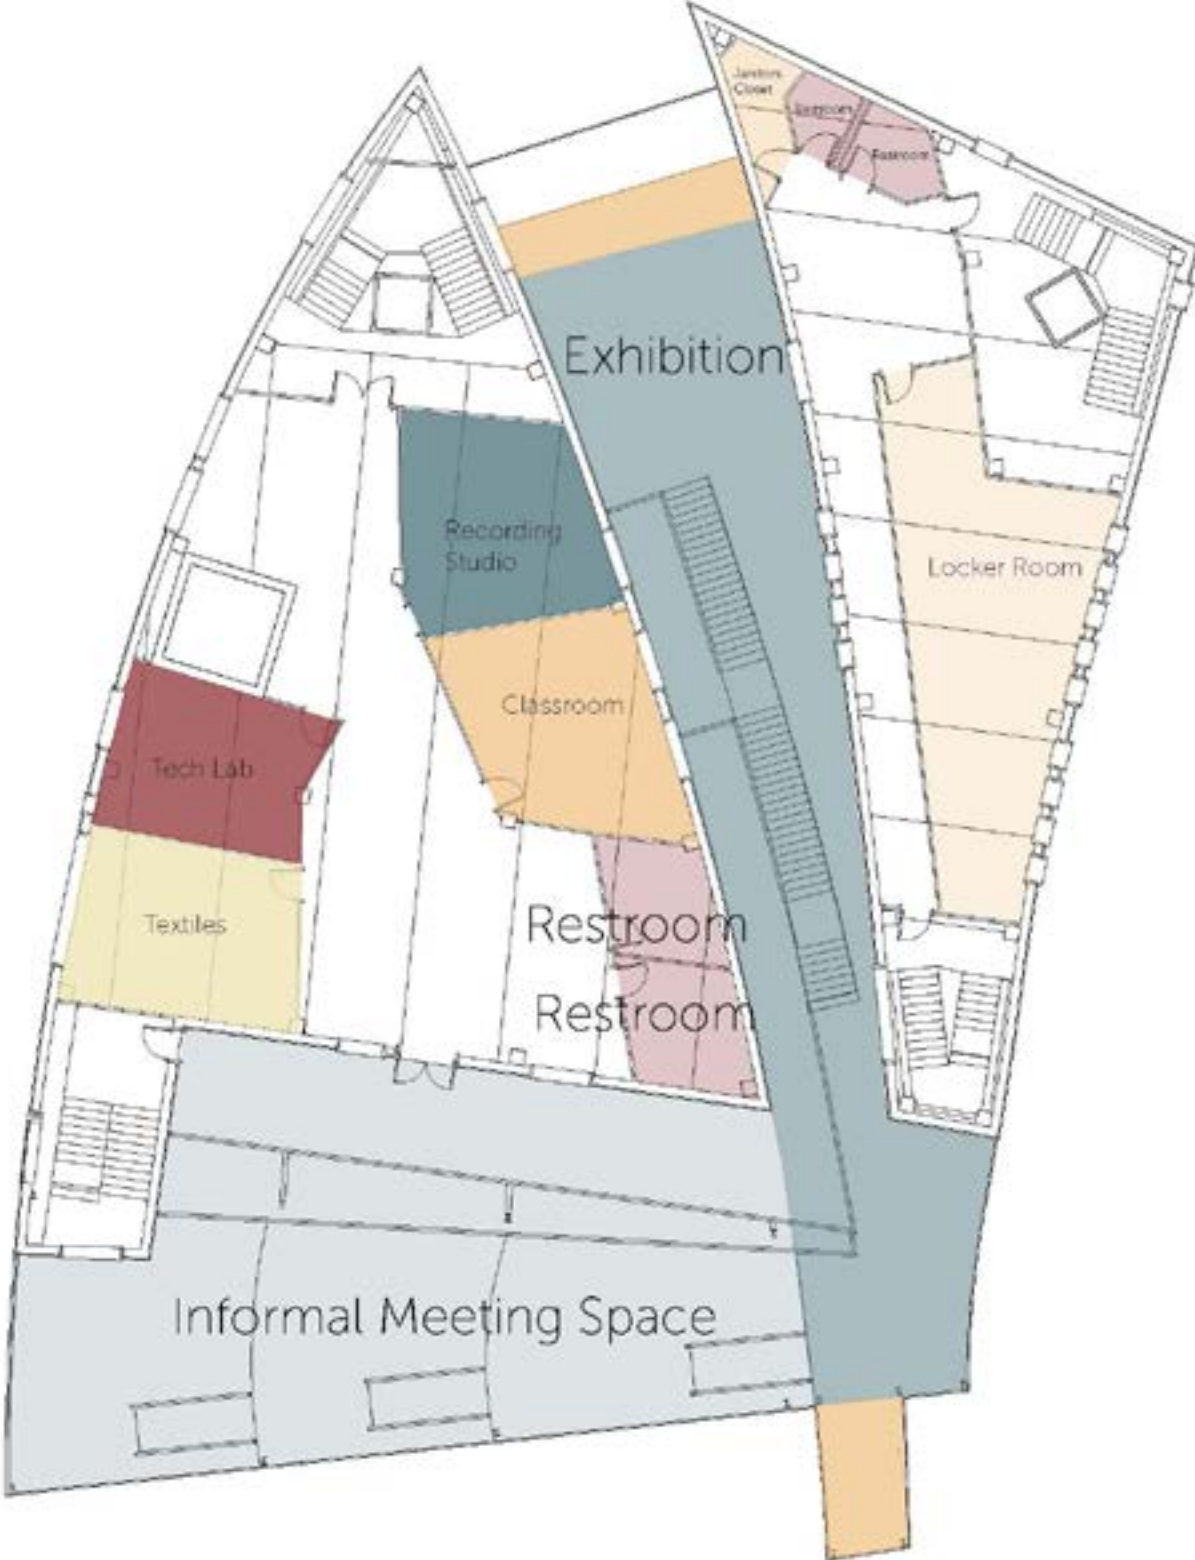 Janitors
Closet
Restroom
Restroom
Exhibition
Recording
Studio
Locker Room
Classroom
Tech Lab
Textiles
Restroom
Restroom
Informal Meeting Space